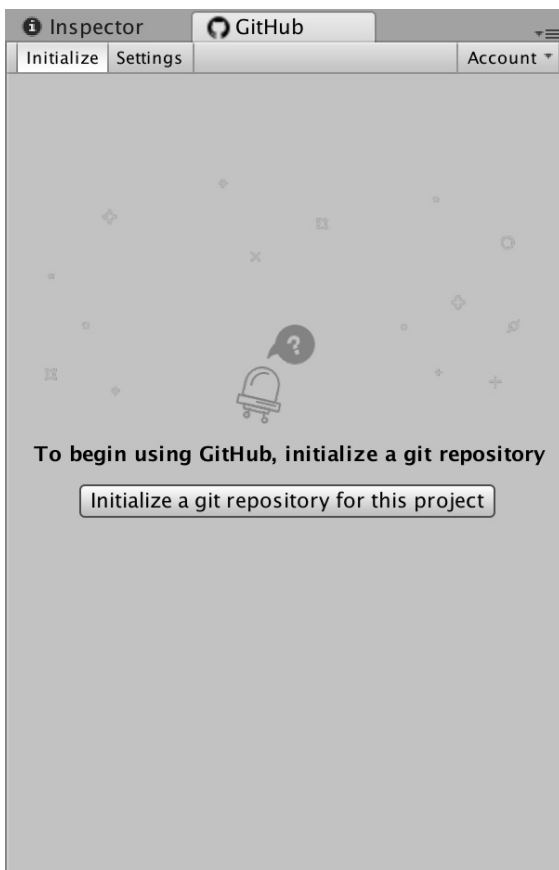 Inspector
GitHub
Initialize
Settings
Account
?
To begin using GitHub, initialize a git repository
Initialize a git repository for this project